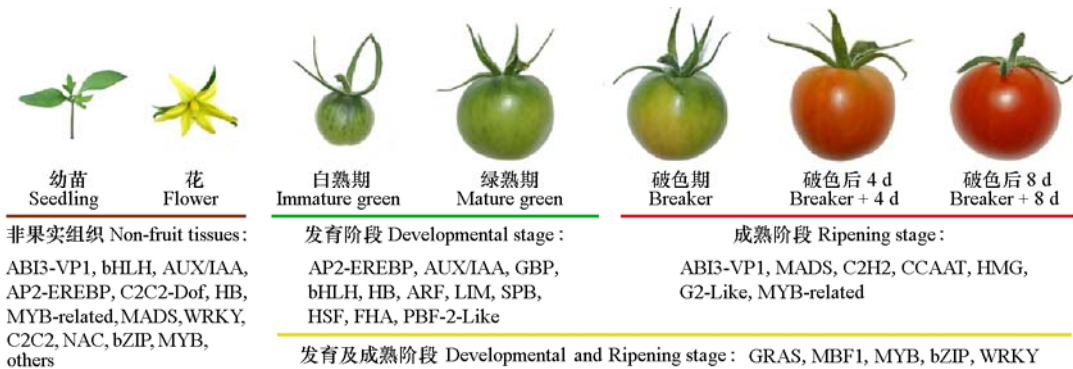 幼苗
Seedling
花
Flower
白熟期
Immature green
绿熟期
Mature green
破色期
Breaker
破色后 4 d
Breaker + 4 d
破色后 8 d
Breaker + 8 d
非果实组织 Non-fruit tissues:
ABI3-VP1, bHLH, AUX/IAA,
AP2-EREBP, C2C2-Dof, HB,
MYB-related, MADS, WRKY,
C2C2, NAC, bZIP, MYB,
others
发育阶段 Developmental stage:
AP2-EREBP, AUX/IAA, GBP,
bHLH, HB, ARF, LIM, SPB,
HSF, FHA, PBF-2-Like
成熟阶段 Ripening stage:
ABI3-VP1, MADS, C2H2, CCAAT, HMG,
G2-Like, MYB-related
发育及成熟阶段 Developmental and Ripening stage: GRAS, MBF1, MYB, bZIP, WRKY